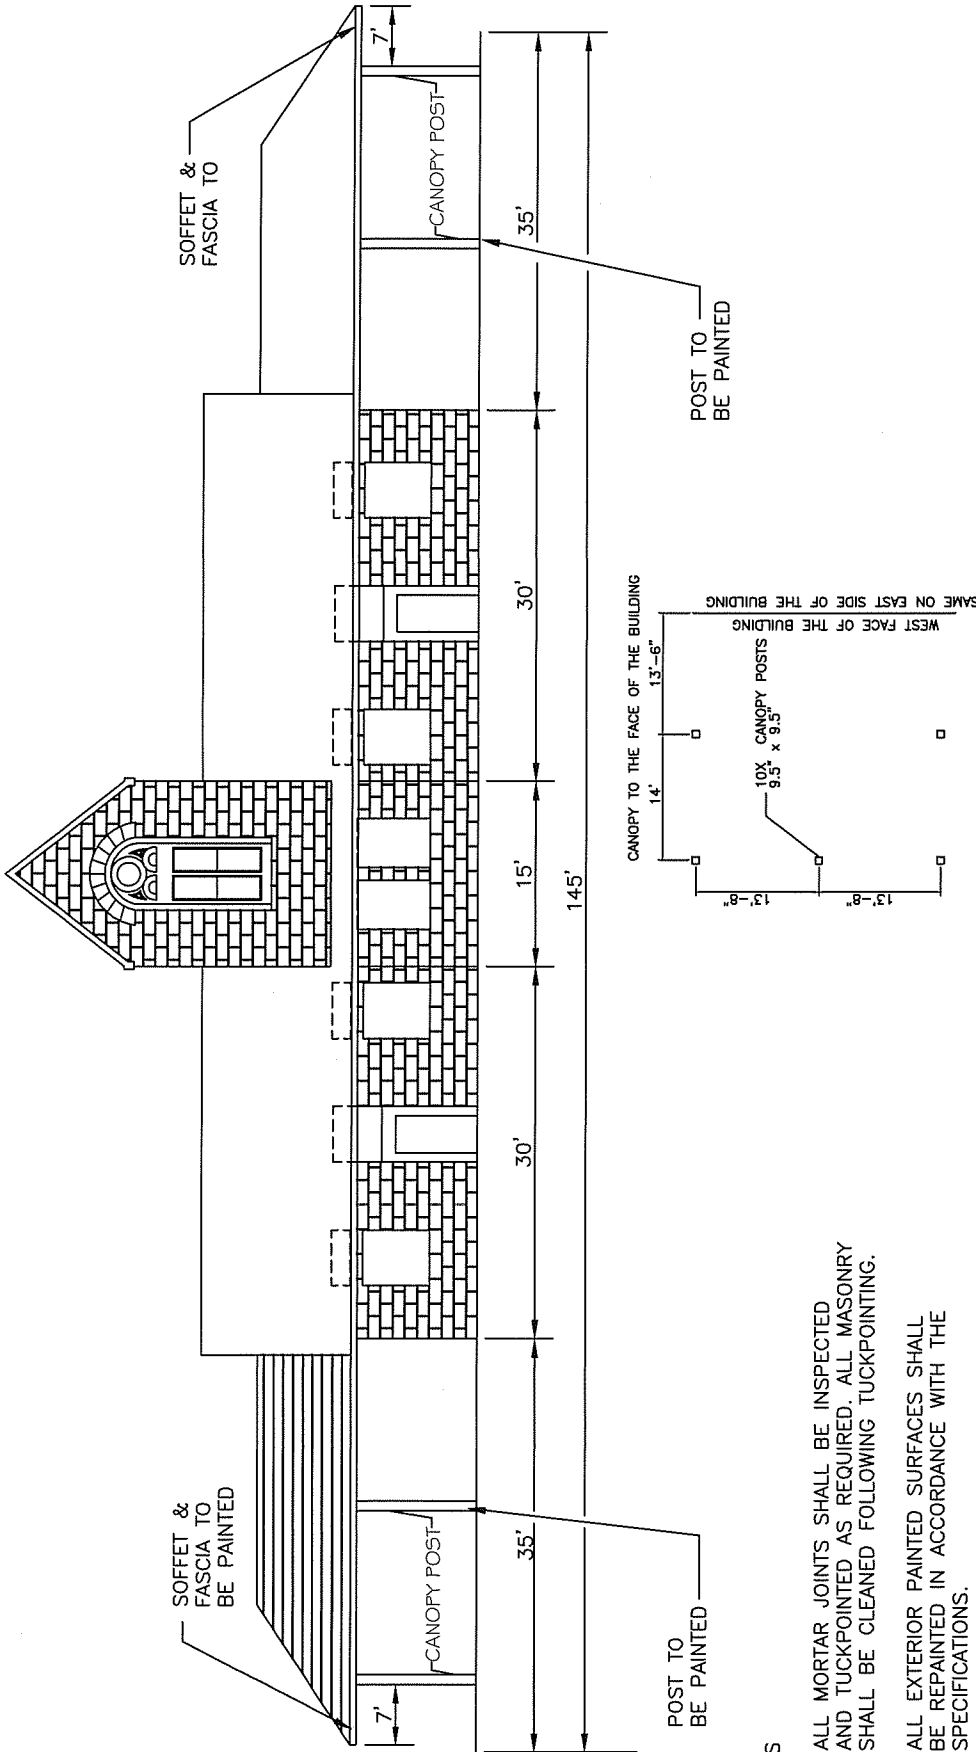 SOFFET &
FASCIA TO
BE PAINTED
SOFFET &
FASCIA TO
7'
CANOPY POST
CANOPY POST
7'
35'
30'
15'
30'
35'
145'
POST TO
BE PAINTED
POST TO
BE PAINTED
S
ALL MORTAR JOINTS SHALL BE INSPECTED
AND TUCKPOINTED AS REQUIRED. ALL MASONRY
SHALL BE CLEANED FOLLOWING TUCKPOINTING.
ALL EXTERIOR PAINTED SURFACES SHALL
BE REPAINTED IN ACCORDANCE WITH THE
SPECIFICATIONS.
CANOPY TO THE FACE OF THE BUILDING
14'
13'-6"
10X CANOPY POSTS
9.5" x 9.5"
13'-8"
13'-8"
WEST FACE OF THE BUILDING
SAME ON EAST SIDE OF THE BUILDING